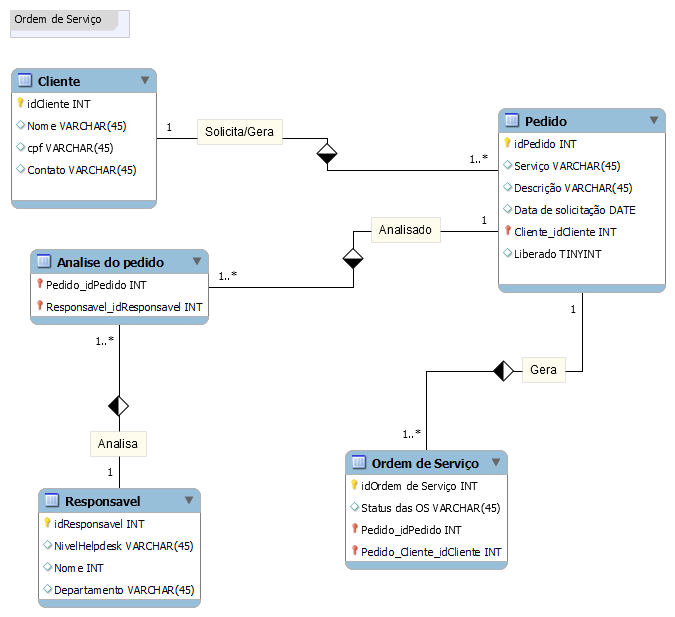 Ordem de Serviço
Cliente
idCliente INT
Nome VARCHAR(45)
cpf VARCHAR(45)
Contato VARCHAR(45)
1
Solicita/Gera
1..*
Pedido
idPedido INT
Serviço VARCHAR(45)
Descrição VARCHAR(45)
Data de solicitação DATE
Cliente_idCliente INT
Liberado TINYINT
1
Analisado
1..*
Analise do pedido
Pedido_idPedido INT
Responsavel_idResponsavel INT
1..*
Analisa
1
Responsavel
idResponsavel INT
NivelHelpdesk VARCHAR(45)
Nome INT
Departamento VARCHAR(45)
1
Gera
1..*
Ordem de Serviço
idOrdem de Serviço INT
Status das OS VARCHAR(45)
Pedido_idPedido INT
Pedido_Cliente_idCliente INT